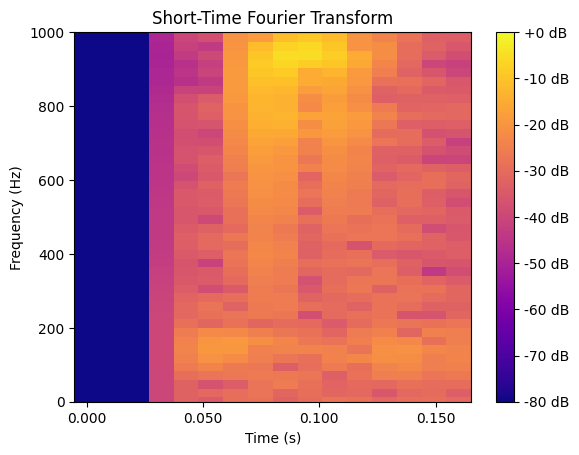 Short-Time Fourier Transform
1000
800
600
400
200
0
Frequency (Hz)
0.000
0.050
0.100
0.150
Time (s)
+0 dB
-10 dB
-20 dB
-30 dB
-40 dB
-50 dB
-60 dB
-70 dB
-80 dB